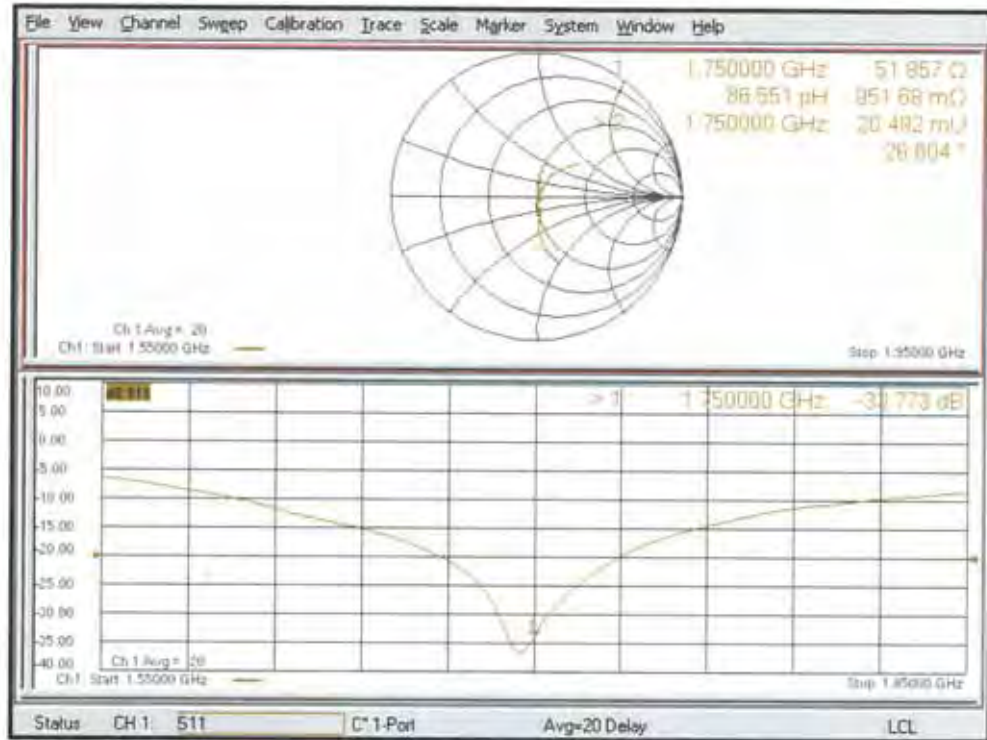 File View Channel Sweep Calibration Trace Scale Marker System Window Help
1 1.750000 GHz 51.857 Ω
86.551 pH 951.68 mΩ
> 2 1.750000 GHz 20.492 mU
26.604 °
Ch 1 Avg = 20
Ch1: Start 1.55000 GHz
Stop 1.95000 GHz
10.00
5.00
0.00
-5.00
-10.00
-15.00
-20.00
-25.00
-30.00
-35.00
-40.00
> 1 1.750000 GHz -33.773 dB
Ch 1 Avg = 20
Ch1: Start 1.55000 GHz
Stop 1.95000 GHz
Status CH 1: S11 C* 1-Port Avg=20 Delay LCL